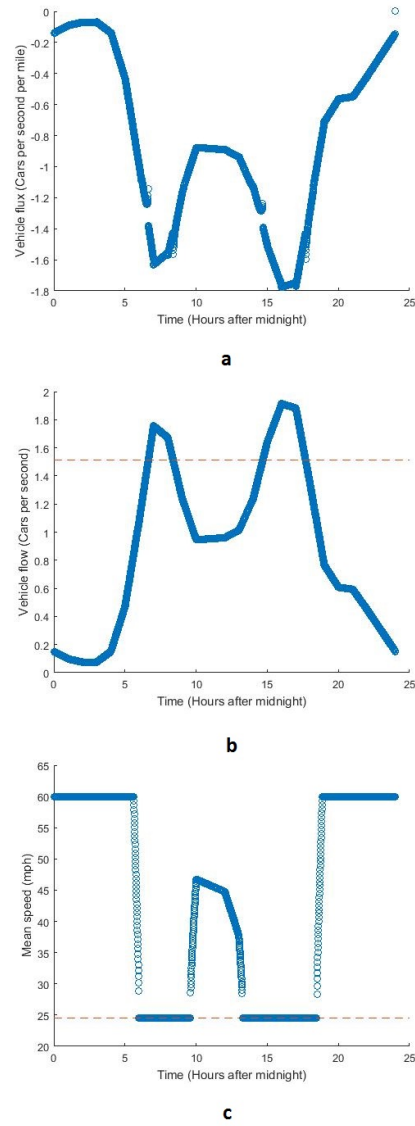 0
-0.2
-0.4
-0.6
-0.8
-1
-1.2
-1.4
-1.6
-1.8
Vehicle flux (Cars per second per mile)
0 5 10 15 20 25
Time (Hours after midnight)
a
2
1.8
1.6
1.4
1.2
1
0.8
0.6
0.4
0.2
0
Vehicle flow (Cars per second)
0 5 10 15 20 25
Time (Hours after midnight)
b
65
60
55
50
45
40
35
30
25
20
Mean speed (mph)
0 5 10 15 20 25
Time (Hours after midnight)
c